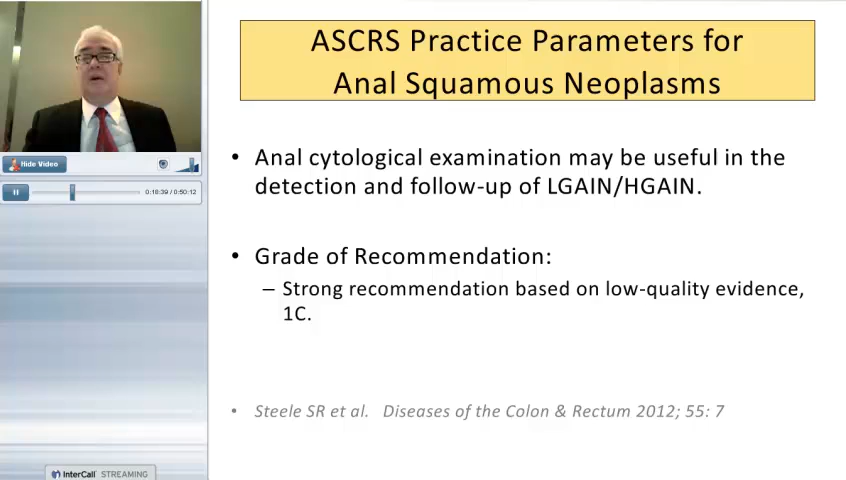 ASCRS Practice Parameters for
Anal Squamous Neoplasms
• Anal cytological examination may be useful in the
detection and follow-up of LGAIN/HGAIN.
• Grade of Recommendation:
– Strong recommendation based on low-quality evidence,
1C.
• Steele SR et al. Diseases of the Colon & Rectum 2012; 55: 7
Hide Video
0:18:39 / 0:50:12
InterCall STREAMING